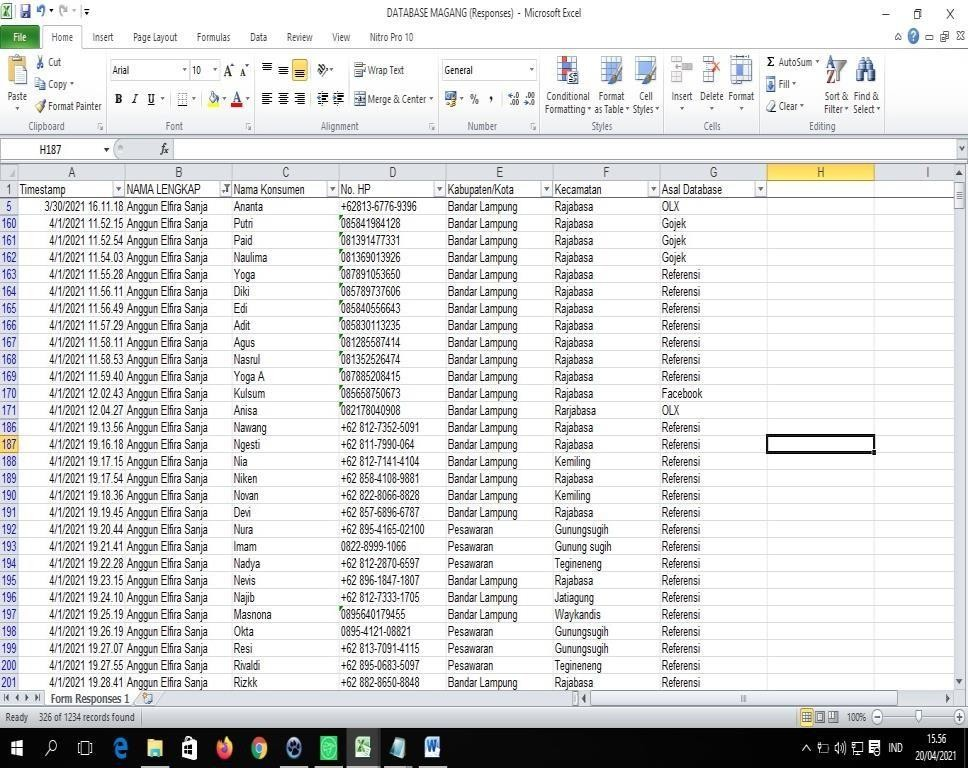 DATABASE MAGANG (Responses) - Microsoft Excel
File Home Insert Page Layout Formulas Data Review View Nitro Pro 10
Paste Cut Copy Format Painter Clipboard
Arial 10 A A B I U A Font
Wrap Text Merge & Center Alignment
General % , Number
Conditional Formatting Format as Table Cell Styles Styles
Insert Delete Format Cells
Σ AutoSum Fill Clear Sort & Filter Find & Select Editing
H187 fx
A B C D E F G H I
1 Timestamp NAMA LENGKAP Nama Konsumen No. HP Kabupaten/Kota Kecamatan Asal Database
5 3/30/2021 16.11.18 Anggun Elfira Sanja Ananta +62813-6776-9396 Bandar Lampung Rajabasa OLX
160 4/1/2021 11.52.15 Anggun Elfira Sanja Putri 085841984128 Bandar Lampung Rajabasa Gojek
161 4/1/2021 11.52.54 Anggun Elfira Sanja Paid 081391477331 Bandar Lampung Rajabasa Gojek
162 4/1/2021 11.54.03 Anggun Elfira Sanja Naulima 081369013926 Bandar Lampung Rajabasa Gojek
163 4/1/2021 11.55.28 Anggun Elfira Sanja Yoga 087891053650 Bandar Lampung Rajabasa Referensi
164 4/1/2021 11.56.11 Anggun Elfira Sanja Diki 085789737606 Bandar Lampung Rajabasa Referensi
165 4/1/2021 11.56.49 Anggun Elfira Sanja Edi 085840556643 Bandar Lampung Rajabasa Referensi
166 4/1/2021 11.57.29 Anggun Elfira Sanja Adit 085830113235 Bandar Lampung Rajabasa Referensi
167 4/1/2021 11.58.11 Anggun Elfira Sanja Agus 081285587414 Bandar Lampung Rajabasa Referensi
168 4/1/2021 11.58.53 Anggun Elfira Sanja Nasrul 081352526474 Bandar Lampung Rajabasa Referensi
169 4/1/2021 11.59.40 Anggun Elfira Sanja Yoga A 087885208415 Bandar Lampung Rajabasa Referensi
170 4/1/2021 12.02.43 Anggun Elfira Sanja Kulsum 085658750673 Bandar Lampung Rajabasa Facebook
171 4/1/2021 12.04.27 Anggun Elfira Sanja Anisa 082178040908 Bandar Lampung Rarjabasa OLX
186 4/1/2021 19.13.56 Anggun Elfira Sanja Nawang +62 812-7352-5091 Bandar Lampung Rajabasa Referensi
187 4/1/2021 19.16.18 Anggun Elfira Sanja Ngesti +62 811-7990-064 Bandar Lampung Rajabasa Referensi
188 4/1/2021 19.17.15 Anggun Elfira Sanja Nia +62 812-7141-4104 Bandar Lampung Kemiling Referensi
189 4/1/2021 19.17.54 Anggun Elfira Sanja Niken +62 858-4108-9881 Bandar Lampung Rajabasa Referensi
190 4/1/2021 19.18.36 Anggun Elfira Sanja Novan +62 822-8066-8828 Bandar Lampung Kemiling Referensi
191 4/1/2021 19.19.45 Anggun Elfira Sanja Devi +62 857-6896-6787 Bandar Lampung Rajabasa Referensi
192 4/1/2021 19.20.44 Anggun Elfira Sanja Nura +62 895-4165-02100 Pesawaran Gunungsugih Referensi
193 4/1/2021 19.21.41 Anggun Elfira Sanja Imam 0822-8999-1066 Pesawaran Gunung sugih Referensi
194 4/1/2021 19.22.28 Anggun Elfira Sanja Nadya +62 812-2870-6597 Pesawaran Tegineneng Referensi
195 4/1/2021 19.23.15 Anggun Elfira Sanja Nevis +62 896-1847-1807 Bandar Lampung Rajabasa Referensi
196 4/1/2021 19.24.10 Anggun Elfira Sanja Najib +62 812-7333-1705 Bandar Lampung Jatiagung Referensi
197 4/1/2021 19.25.19 Anggun Elfira Sanja Masnona 0895640179455 Bandar Lampung Waykandis Referensi
198 4/1/2021 19.26.19 Anggun Elfira Sanja Okta 0895-4121-08821 Pesawaran Gunungsugih Referensi
199 4/1/2021 19.27.07 Anggun Elfira Sanja Resi +62 813-7091-4115 Pesawaran Gunungsugih Referensi
200 4/1/2021 19.27.55 Anggun Elfira Sanja Rivaldi +62 895-0683-5097 Pesawaran Tegineneng Referensi
201 4/1/2021 19.28.41 Anggun Elfira Sanja Rizkk +62 882-8650-8848 Bandar Lampung Rajabasa Referensi
Form Responses 1
Ready 326 of 1234 records found 100%
IND 15.56
20/04/2021